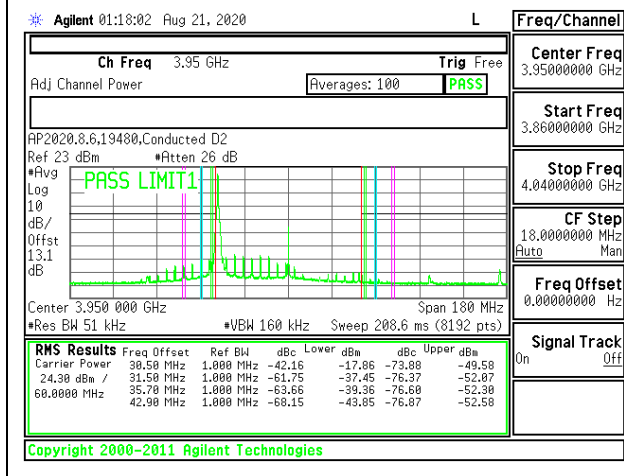 Agilent 01:18:02 Aug 21, 2020 L
Freq/Channel
Ch Freq 3.95 GHz Trig Free
Adj Channel Power Averages: 100 PASS
AP2020.8.6,19480,Conducted D2
Ref 23 dBm #Atten 26 dB
#Avg
Log
10
dB/
Offst
13.1
dB
PASS LIMIT1
Center 3.950 000 GHz Span 180 MHz
#Res BW 51 kHz #VBW 160 kHz Sweep 208.6 ms (8192 pts)
RMS Results Freq Offset Ref BW dBc Lower dBm dBc Upper dBm
Carrier Power 30.50 MHz 1.000 MHz -42.16 -17.86 -73.88 -49.58
24.30 dBm / 31.50 MHz 1.000 MHz -61.75 -37.45 -76.37 -52.07
60.0000 MHz 35.70 MHz 1.000 MHz -63.66 -39.36 -76.60 -52.30
42.90 MHz 1.000 MHz -68.15 -43.85 -76.87 -52.58
Copyright 2000-2011 Agilent Technologies
Center Freq
3.95000000 GHz
Start Freq
3.86000000 GHz
Stop Freq
4.04000000 GHz
CF Step
18.0000000 MHz
Auto Man
Freq Offset
0.00000000 Hz
Signal Track
On Off